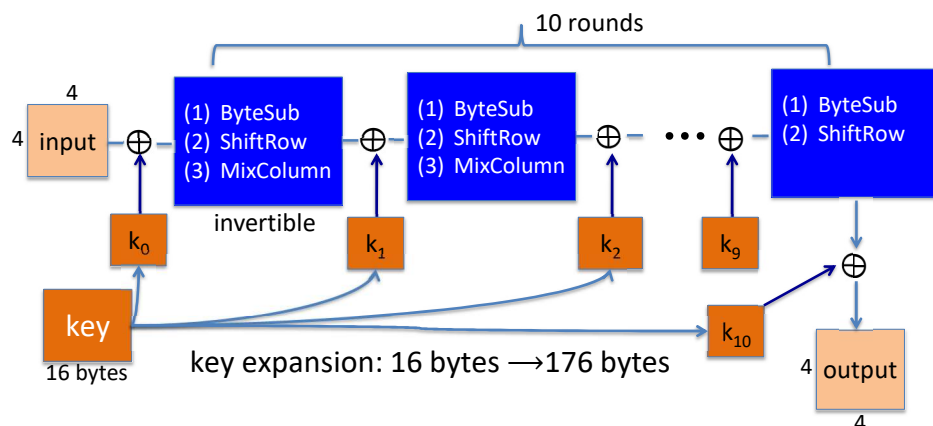 10 rounds
4
4
input
(1) ByteSub
(2) ShiftRow
(3) MixColumn
invertible
(1) ByteSub
(2) ShiftRow
(3) MixColumn
•••
(1) ByteSub
(2) ShiftRow
k0
k1
k2
k9
key
16 bytes
key expansion: 16 bytes ⟶176 bytes
k10
4
output
4